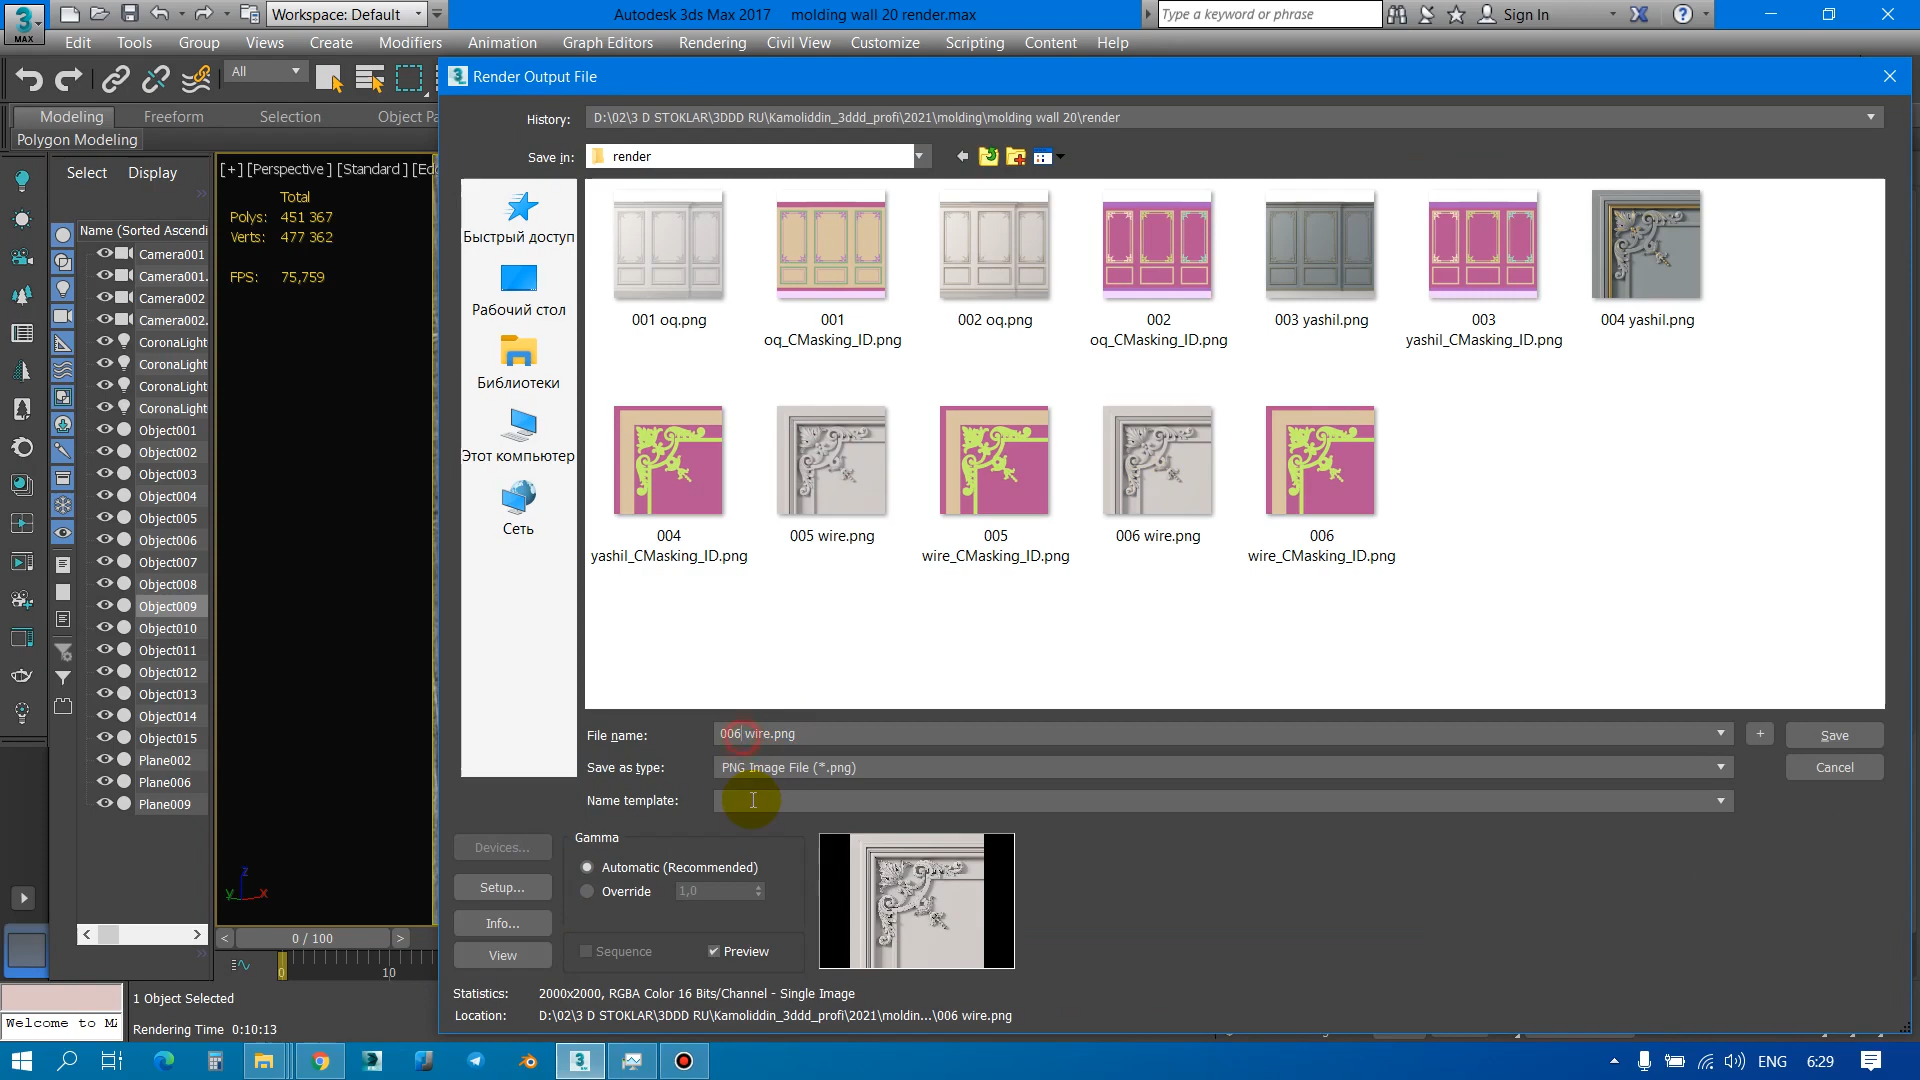 Workspace: Default
Autodesk 3ds Max 2017 molding wall 20 render.max
Type a keyword or phrase
Sign In
MAX
Edit Tools Group Views Create Modifiers Animation Graph Editors Rendering Civil View Customize Scripting Content Help
All
Render Output File
Modeling Freeform Selection Object Pa
Polygon Modeling
History: D:\02\3 D STOKLAR\3DDD RU\Kamoliddin_3ddd_profi\2021\molding\molding wall 20\render
Save in: render
Select Display
[+] [Perspective ] [Standard ] [Ed
Total
Polys: 451 367
Verts: 477 362
FPS: 75,759
Name (Sorted Ascendi
Camera001
Camera001.
Camera002
Camera002.
CoronaLight
CoronaLight
CoronaLight
CoronaLight
Object001
Object002
Object003
Object004
Object005
Object006
Object007
Object008
Object009
Object010
Object011
Object012
Object013
Object014
Object015
Plane002
Plane006
Plane009
Быстрый доступ
Рабочий стол
Библиотеки
Этот компьютер
Сеть
001 oq.png
001 oq_CMasking_ID.png
002 oq.png
002 oq_CMasking_ID.png
003 yashil.png
003 yashil_CMasking_ID.png
004 yashil.png
004 yashil_CMasking_ID.png
005 wire.png
005 wire_CMasking_ID.png
006 wire.png
006 wire_CMasking_ID.png
File name: 006 wire.png
+
Save
Save as type: PNG Image File (*.png)
Cancel
Name template:
Devices...
Setup...
Info...
View
Gamma
Automatic (Recommended)
Override 1,0
Sequence Preview
Statistics: 2000x2000, RGBA Color 16 Bits/Channel - Single Image
Location: D:\02\3 D STOKLAR\3DDD RU\Kamoliddin_3ddd_profi\2021\moldin...\006 wire.png
z
y
x
< 0 / 100 >
0 10
1 Object Selected
Welcome to MA
Rendering Time 0:10:13
ENG 6:29